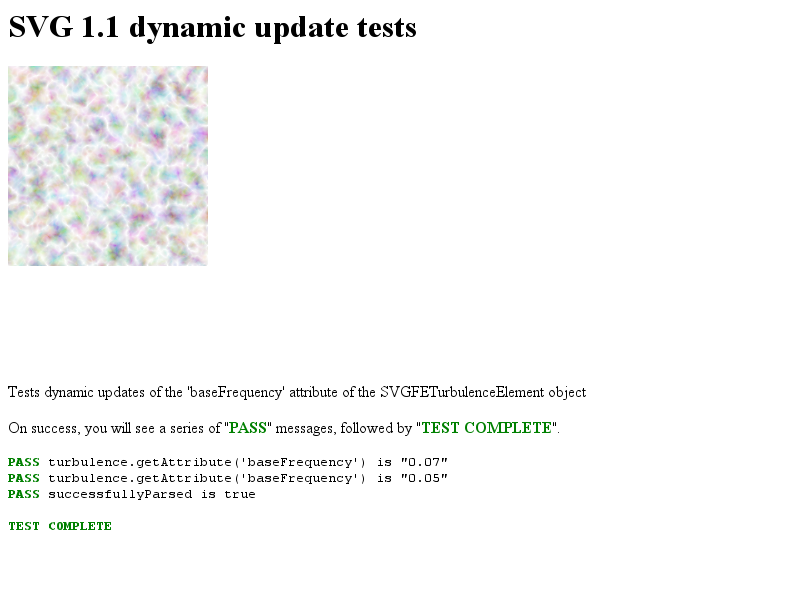 SVG 1.1 dynamic update tests
Tests dynamic updates of the 'baseFrequency' attribute of the SVGFETurbulenceElement object
On success, you will see a series of "PASS" messages, followed by "TEST COMPLETE".
PASS turbulence.getAttribute('baseFrequency') is "0.07"
PASS turbulence.getAttribute('baseFrequency') is "0.05"
PASS successfullyParsed is true
TEST COMPLETE